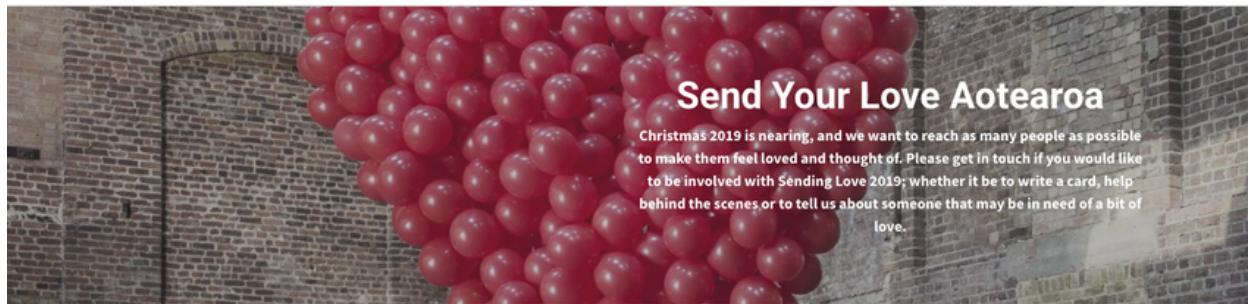 Send Your Love Aotearoa
Christmas 2019 is nearing, and we want to reach as many people as possible
to make them feel loved and thought of. Please get in touch if you would like
to be involved with Sending Love 2019; whether it be to write a card, help
behind the scenes or to tell us about someone that may be in need of a bit of
love.